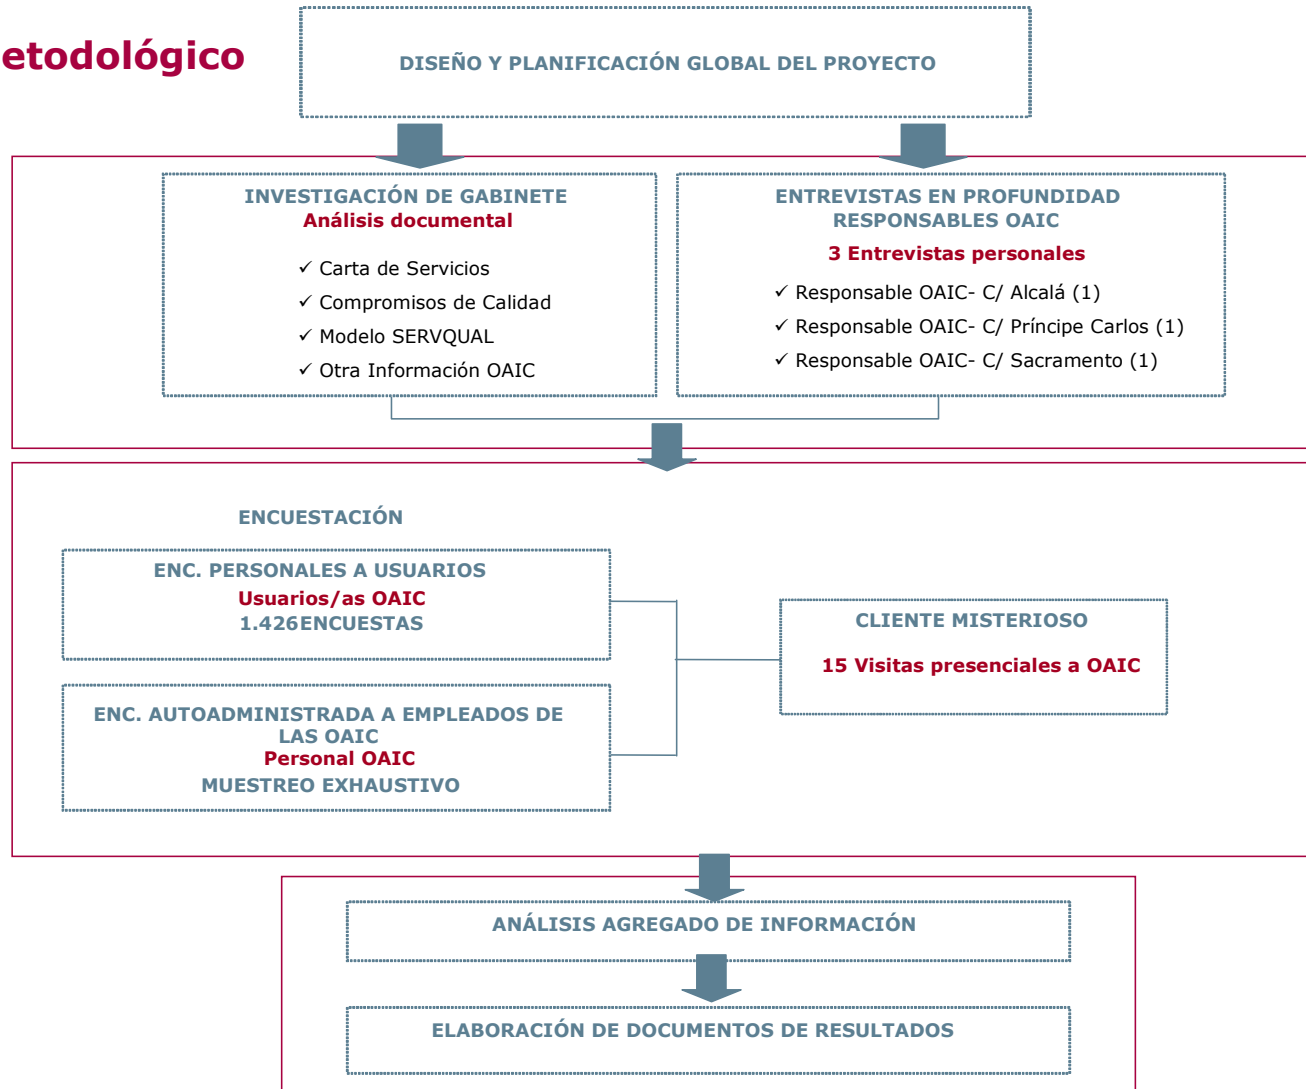 etodológico
DISEÑO Y PLANIFICACIÓN GLOBAL DEL PROYECTO
INVESTIGACIÓN DE GABINETE
Análisis documental
✓ Carta de Servicios
✓ Compromisos de Calidad
✓ Modelo SERVQUAL
✓ Otra Información OAIC
ENTREVISTAS EN PROFUNDIDAD
RESPONSABLES OAIC
3 Entrevistas personales
✓ Responsable OAIC- C/ Alcalá (1)
✓ Responsable OAIC- C/ Príncipe Carlos (1)
✓ Responsable OAIC- C/ Sacramento (1)
ENCUESTACIÓN
ENC. PERSONALES A USUARIOS
Usuarios/as OAIC
1.426ENCUESTAS
ENC. AUTOADMINISTRADA A EMPLEADOS DE
LAS OAIC
Personal OAIC
MUESTREO EXHAUSTIVO
CLIENTE MISTERIOSO
15 Visitas presenciales a OAIC
ANÁLISIS AGREGADO DE INFORMACIÓN
ELABORACIÓN DE DOCUMENTOS DE RESULTADOS